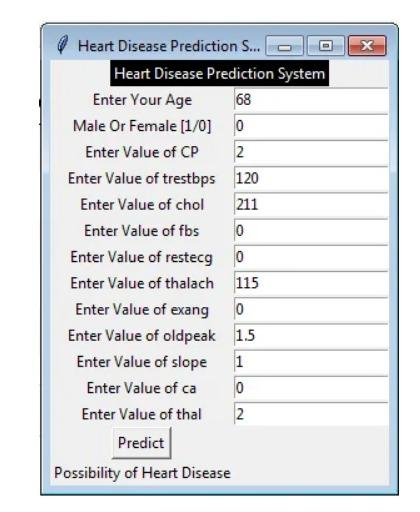 Heart Disease Prediction S...
Heart Disease Prediction System
Enter Your Age 68
Male Or Female [1/0] 0
Enter Value of CP 2
Enter Value of trestbps 120
Enter Value of chol 211
Enter Value of fbs 0
Enter Value of restecg 0
Enter Value of thalach 115
Enter Value of exang 0
Enter Value of oldpeak 1.5
Enter Value of slope 1
Enter Value of ca 0
Enter Value of thal 2
Predict
Possibility of Heart Disease